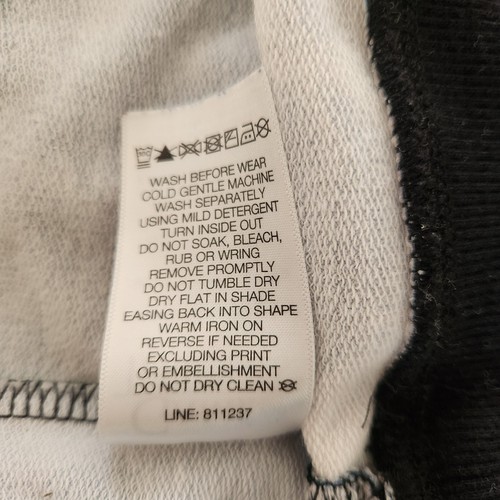 WASH BEFORE WEAR
COLD GENTLE MACHINE
WASH SEPARATELY
USING MILD DETERGENT
TURN INSIDE OUT
DO NOT SOAK, BLEACH,
RUB OR WRING
REMOVE PROMPTLY
DO NOT TUMBLE DRY
DRY FLAT IN SHADE
EASING BACK INTO SHAPE
WARM IRON ON
REVERSE IF NEEDED
EXCLUDING PRINT
OR EMBELLISHMENT
DO NOT DRY CLEAN
LINE: 811237